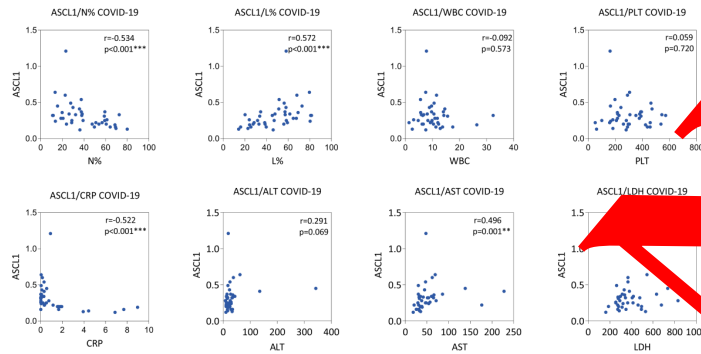 ASCL1/N% COVID-19
r=-0.534
p<0.001***
ASCL1
1.5
1.0
0.5
0.0
0 20 40 60 80 100
N%
ASCL1/L% COVID-19
r=0.572
p<0.001***
ASCL1
1.5
1.0
0.5
0.0
0 20 40 60 80 100
L%
ASCL1/WBC COVID-19
r=-0.092
p=0.573
ASCL1
1.5
1.0
0.5
0.0
0 10 20 30 40
WBC
ASCL1/PLT COVID-19
r=0.059
p=0.720
ASCL1
1.5
1.0
0.5
0.0
0 200 400 600 800
PLT
ASCL1/CRP COVID-19
r=-0.522
p<0.001***
ASCL1
1.5
1.0
0.5
0.0
0 2 4 6 8 10
CRP
ASCL1/ALT COVID-19
r=0.291
p=0.069
ASCL1
1.5
1.0
0.5
0.0
0 100 200 300 400
ALT
ASCL1/AST COVID-19
r=0.496
p=0.001**
ASCL1
1.5
1.0
0.5
0.0
0 50 100 150 200 250
AST
ASCL1/LDH COVID-19
ASCL1
1.5
1.0
0.5
0.0
0 200 400 600 800
LDH